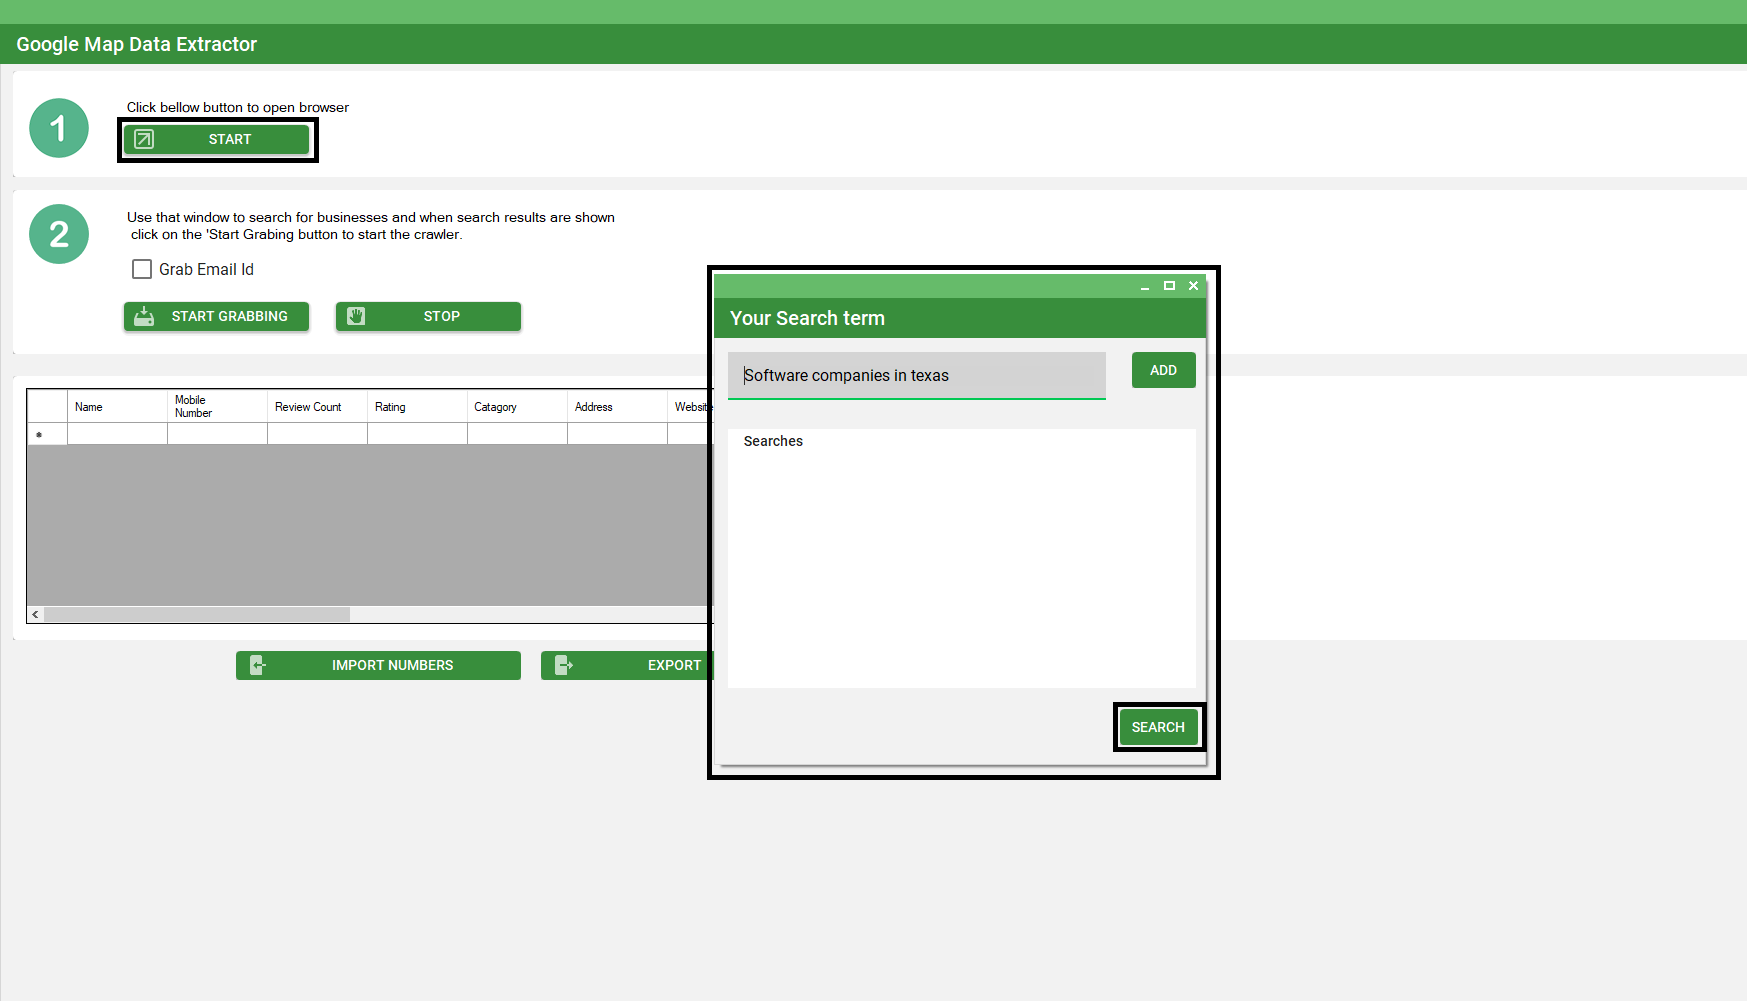 Google Map Data Extractor
1
Click bellow button to open browser
START
2
Use that window to search for businesses and when search results are shown
click on the 'Start Grabing button to start the crawler.
Grab Email Id
START GRABBING
STOP
Name
Mobile
Number
Review Count
Rating
Catagory
Address
Website
IMPORT NUMBERS
EXPORT
Your Search term
Software companies in texas
ADD
Searches
SEARCH